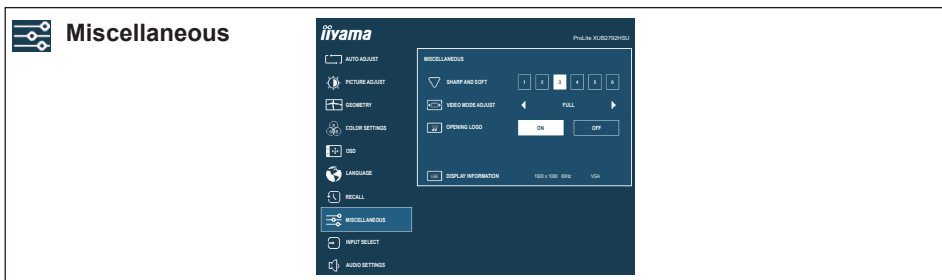 Miscellaneous
iiyama
ProLite XUB2792HSU
AUTO ADJUST
PICTURE ADJUST
GEOMETRY
COLOR SETTINGS
OSD
LANGUAGE
RECALL
MISCELLANEOUS
INPUT SELECT
AUDIO SETTINGS
MISCELLANEOUS
SHARP AND SOFT 1 2 3 4 5 6
VIDEO MODE ADJUST FULL
OPENING LOGO ON OFF
DISPLAY INFORMATION 1920 x 1080 60Hz VGA